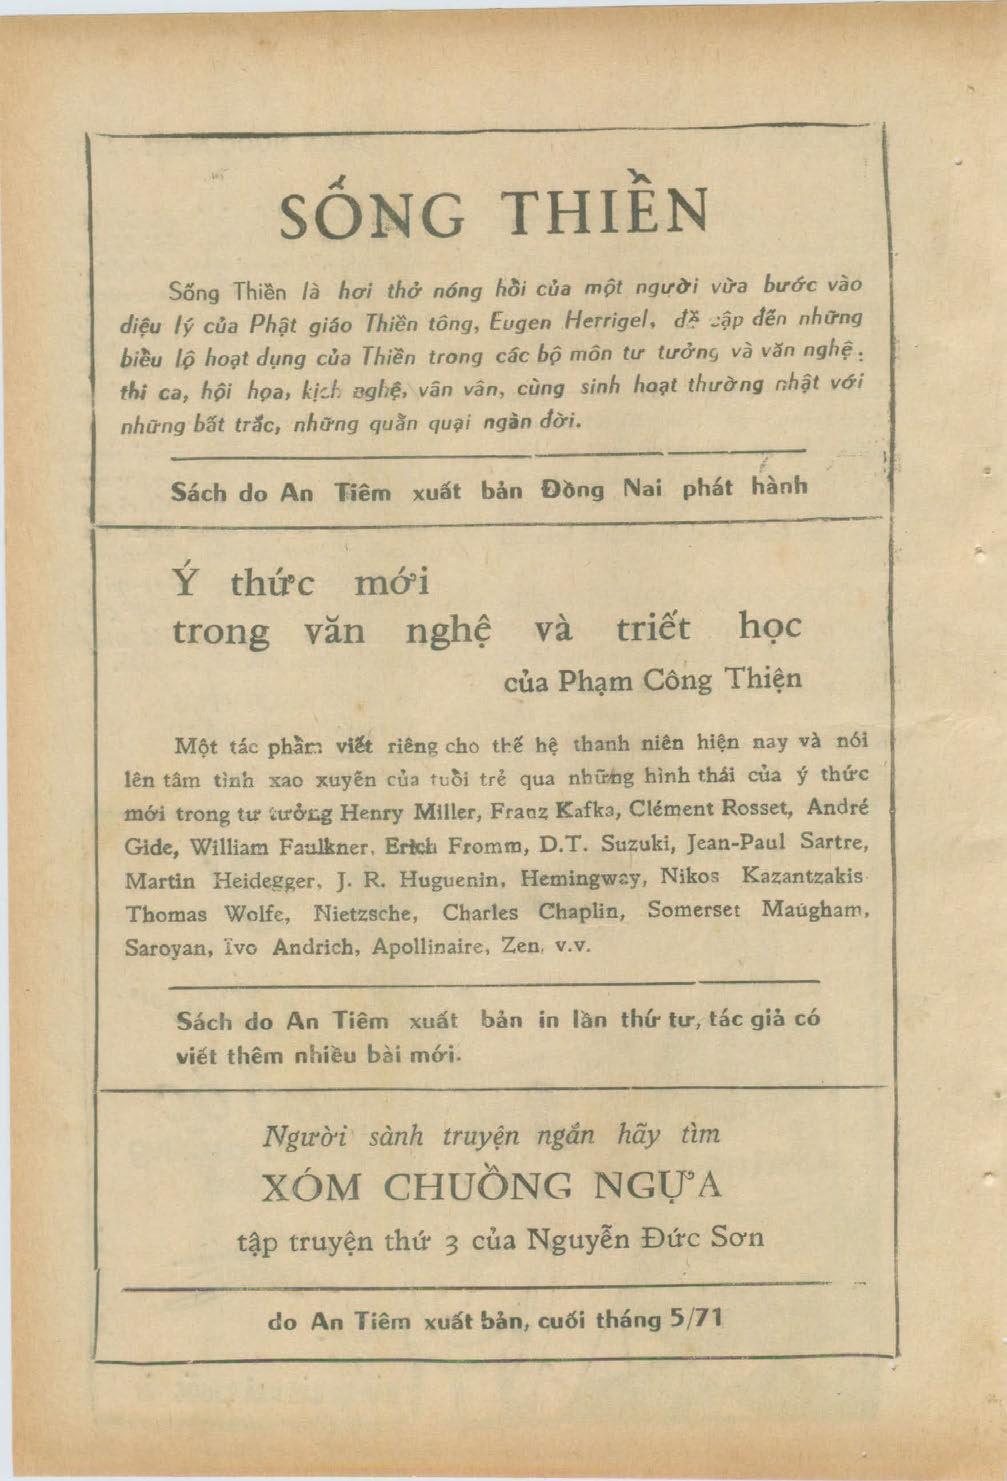 SỐNG THIỀN
Sống Thiền là hơi thở nóng hổi của một người vừa bước vào
diệu lý của Phật giáo Thiền tông, Eugen Herrigel, đề cập đến những
biểu lộ hoạt dụng của Thiền trong các bộ môn tư tưởng và văn nghệ :
thi ca, hội họa, kịch nghệ, vân vân, cùng sinh hoạt thường nhật với
những bất trắc, những quằn quại ngàn đời.
Sách do An Tiêm xuất bản Đồng Nai phát hành
Ý thức mới
trong văn nghệ và triết học
của Phạm Công Thiện
Một tác phẩm viết riêng cho thế hệ thanh niên hiện nay và nói
lên tâm tình xao xuyến của tuổi trẻ qua những hình thái của ý thức
mới trong tư tưởng Henry Miller, Franz Kafka, Clément Rosset, André
Gide, William Faulkner, Erich Fromm, D.T. Suzuki, Jean-Paul Sartre,
Martin Heidegger, J. R. Huguenin, Hemingway, Nikos Kazantzakis
Thomas Wolfe, Nietzsche, Charles Chaplin, Somerset Maugham,
Saroyan, Ivo Andrich, Apollinaire, Zen, v.v.
Sách do An Tiêm xuất bản in lần thứ tư, tác giả có
viết thêm nhiều bài mới.
Người sành truyện ngắn hãy tìm
XÓM CHUỒNG NGỰA
tập truyện thứ 3 của Nguyễn Đức Sơn
do An Tiêm xuất bản, cuối tháng 5/71